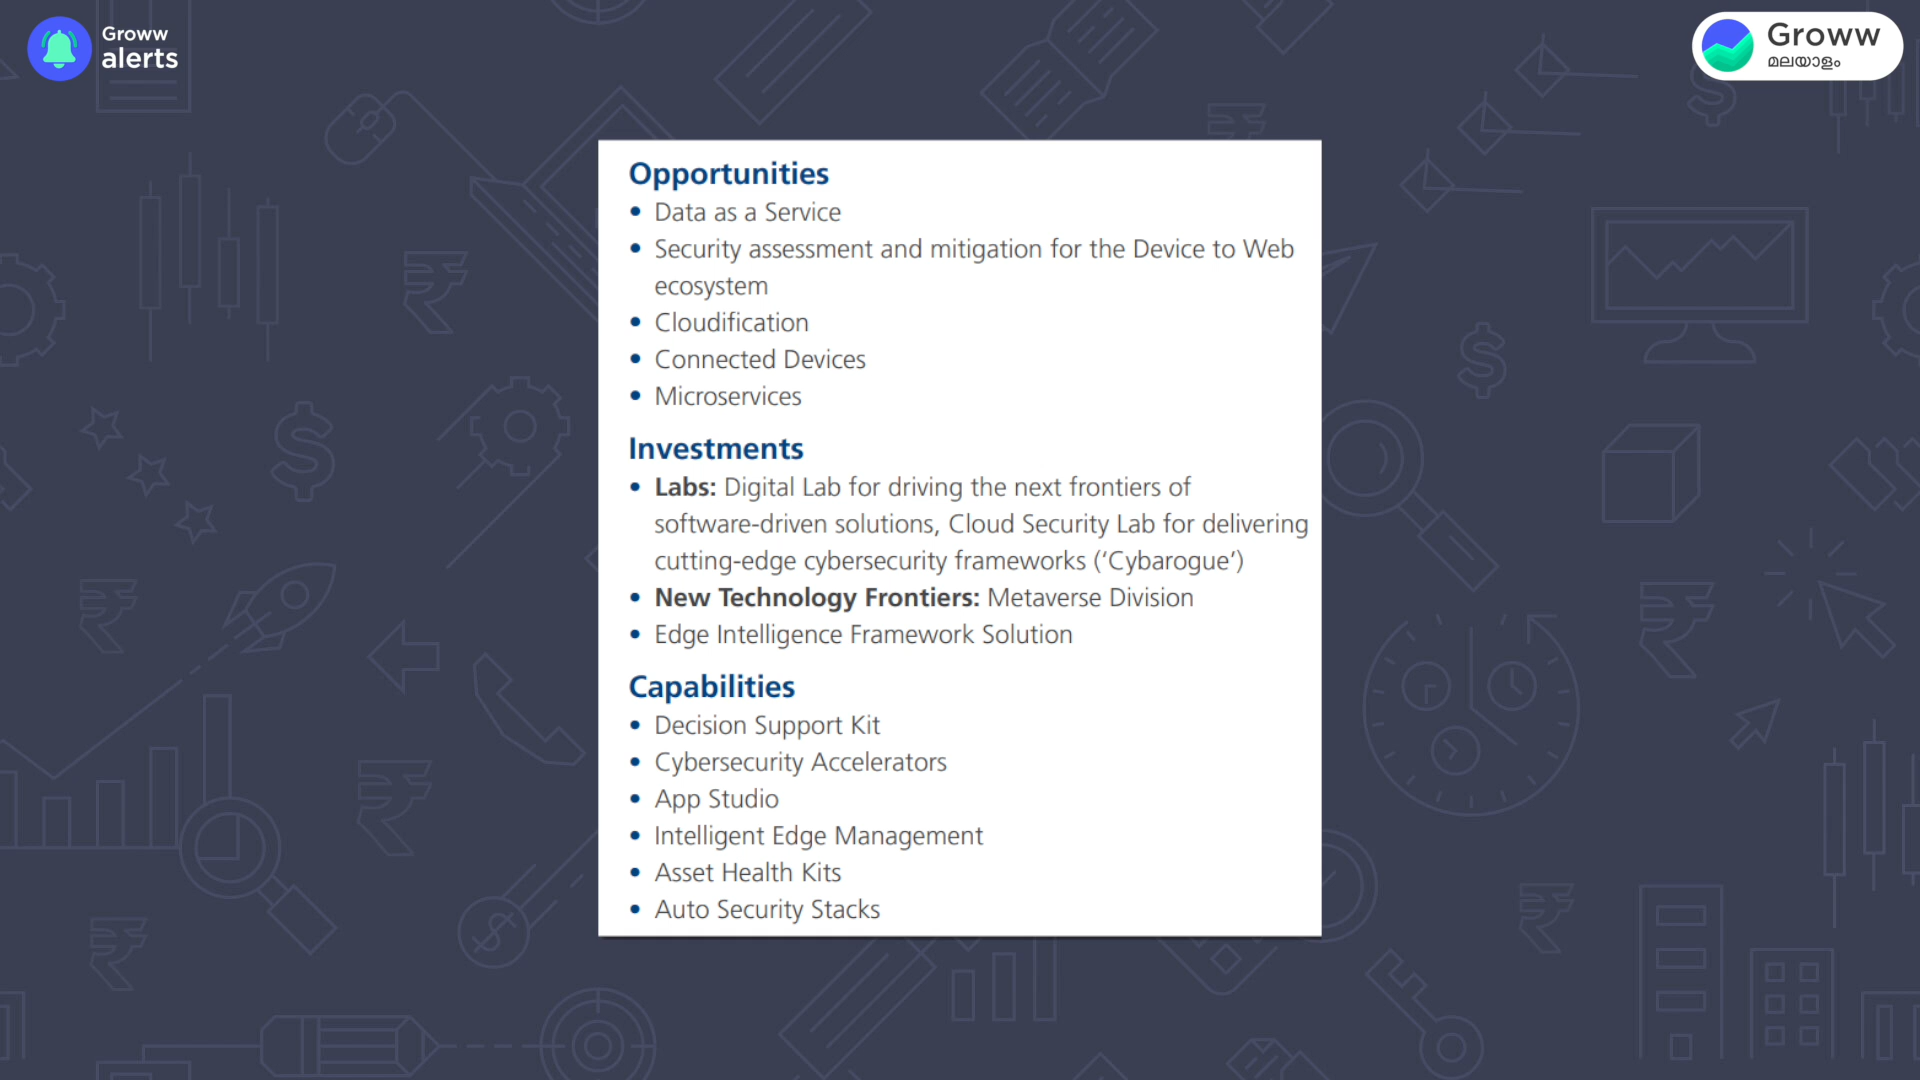 Groww
alerts
Groww
മലയാളം
Opportunities
• Data as a Service
• Security assessment and mitigation for the Device to Web
ecosystem
• Cloudification
• Connected Devices
• Microservices
Investments
• Labs: Digital Lab for driving the next frontiers of
software-driven solutions, Cloud Security Lab for delivering
cutting-edge cybersecurity frameworks (‘Cybarogue’)
• New Technology Frontiers: Metaverse Division
• Edge Intelligence Framework Solution
Capabilities
• Decision Support Kit
• Cybersecurity Accelerators
• App Studio
• Intelligent Edge Management
• Asset Health Kits
• Auto Security Stacks